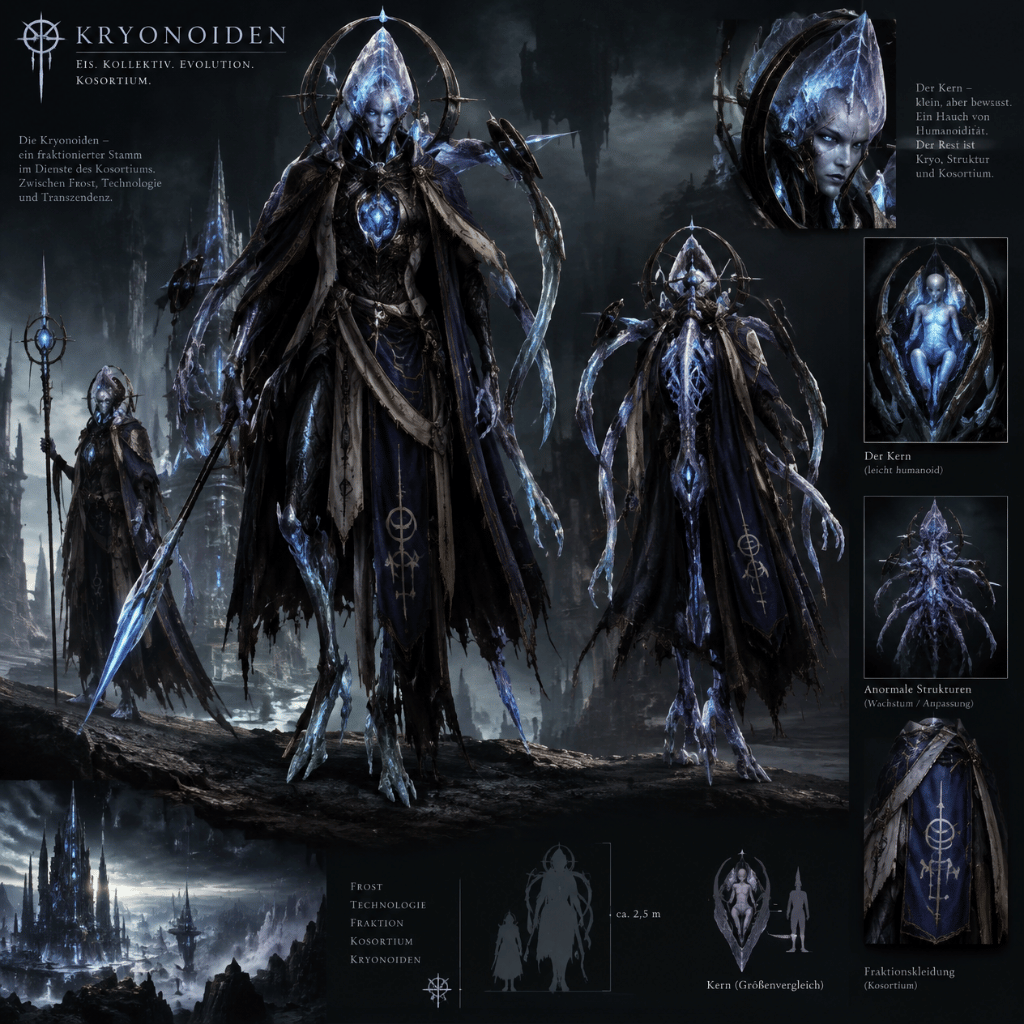 KRYONOIDEN
EIS. KOLLEKTIV. EVOLUTION.
KOSORTIUM.
Die Kryonoiden –
ein fraktionierter Stamm
im Dienste des Kosortiums.
Zwischen Frost, Technologie
und Transzendenz.
Der Kern –
klein, aber bewusst.
Ein Hauch von
Humanoidität.
Der Rest ist
Kryo, Struktur
und Kosortium.
Der Kern
(leicht humanoid)
Anormale Strukturen
(Wachstum / Anpassung)
FROST
TECHNOLOGIE
FRAKTION
KOSORTIUM
KRYONOIDEN
ca. 2,5 m
Kern (Größenvergleich)
Fraktionskleidung
(Kosortium)